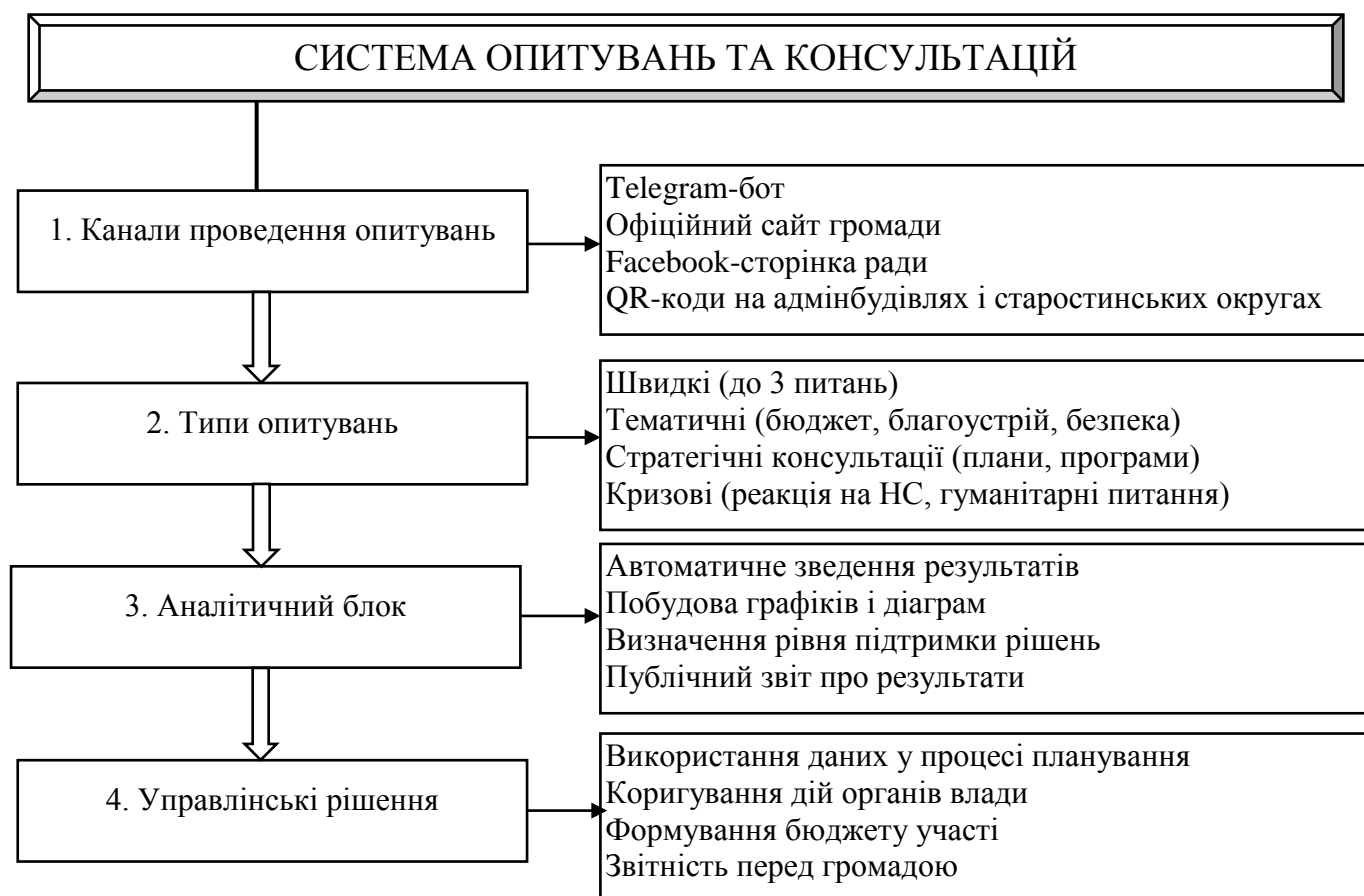 СИСТЕМА ОПИТУВАНЬ ТА КОНСУЛЬТАЦІЙ
1. Канали проведення опитувань
Telegram-бот
Офіційний сайт громади
Facebook-сторінка ради
QR-коди на адмінбудівлях і старостинських округах
2. Типи опитувань
Швидкі (до 3 питань)
Тематичні (бюджет, благоустрій, безпека)
Стратегічні консультації (плани, програми)
Кризові (реакція на НС, гуманітарні питання)
3. Аналітичний блок
Автоматичне зведення результатів
Побудова графіків і діаграм
Визначення рівня підтримки рішень
Публічний звіт про результати
4. Управлінські рішення
Використання даних у процесі планування
Коригування дій органів влади
Формування бюджету участі
Звітність перед громадою